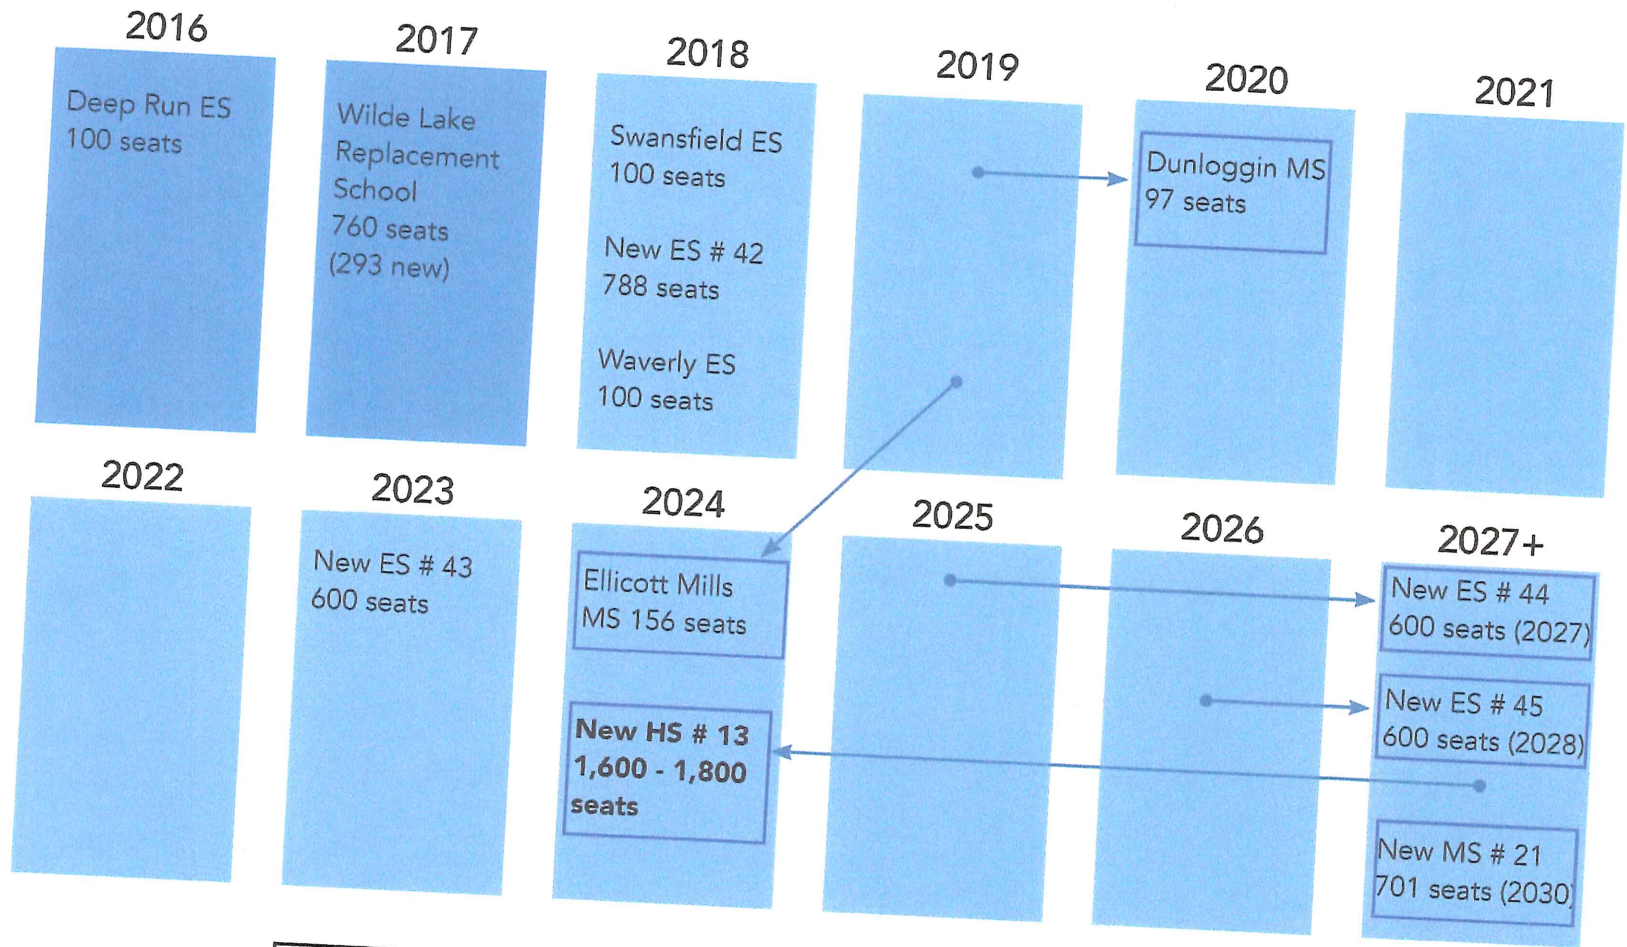 2016
Deep Run ES
100 seats
2017
Wilde Lake
Replacement
School
760 seats
(293 new)
2018
Swansfield ES
100 seats
New ES # 42
788 seats
Waverly ES
100 seats
2019
2020
Dunloggin MS
97 seats
2021
2022
2023
New ES # 43
600 seats
2024
Ellicott Mills
MS 156 seats
New HS # 13
1,600 - 1,800
seats
2025
2026
2027+
New ES # 44
600 seats (2027)
New ES # 45
600 seats (2028)
New MS # 21
701 seats (2030)